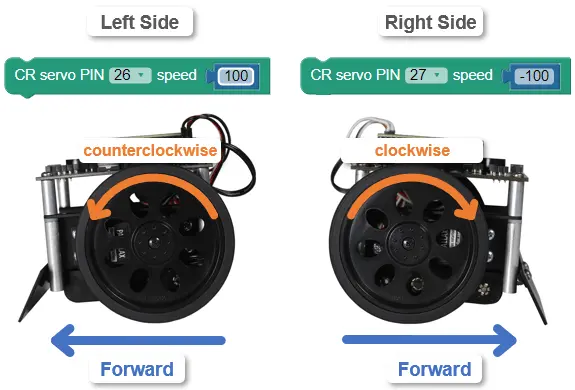 Left Side
Right Side
CR servo PIN 26 speed 100
CR servo PIN 27 speed -100
counterclockwise
clockwise
Forward
Forward